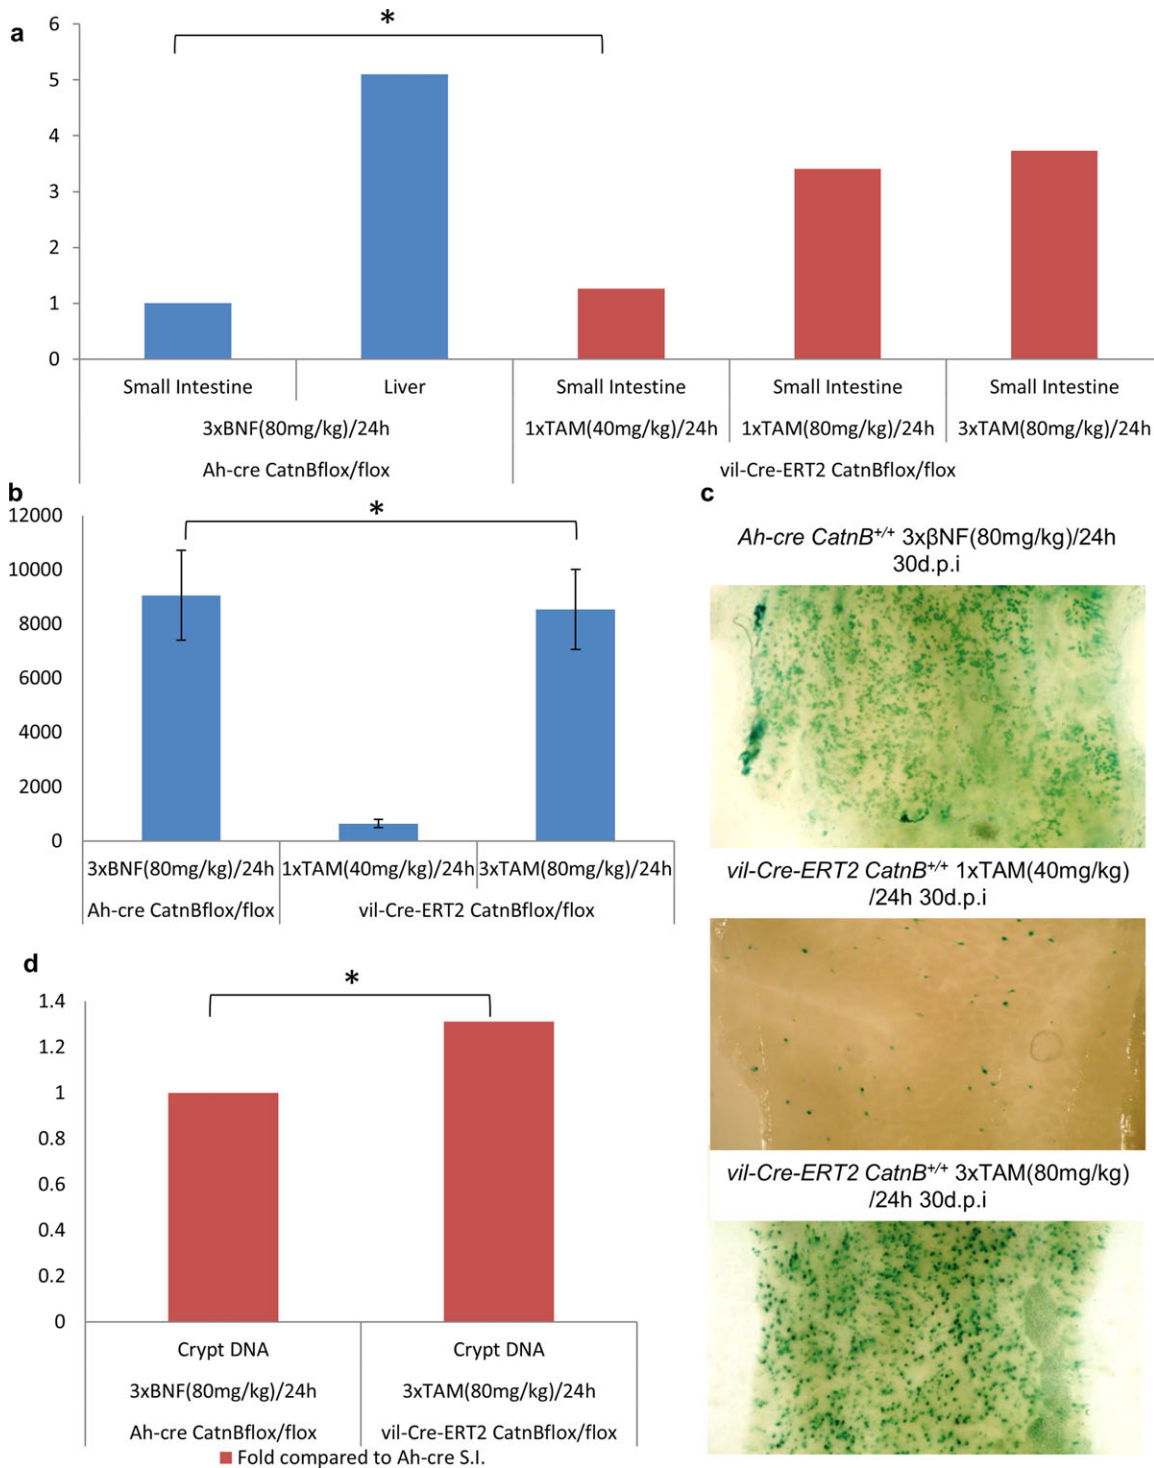 a
6
*
5
4
3
2
1
0
Small Intestine Liver Small Intestine Small Intestine Small Intestine
3xBNF(80mg/kg)/24h 1xTAM(40mg/kg)/24h 1xTAM(80mg/kg)/24h 3xTAM(80mg/kg)/24h
Ah-cre CatnBflox/flox vil-Cre-ERT2 CatnBflox/flox
b
12000
*
10000
8000
6000
4000
2000
0
3xBNF(80mg/kg)/24h 1xTAM(40mg/kg)/24h 3xTAM(80mg/kg)/24h
Ah-cre CatnBflox/flox vil-Cre-ERT2 CatnBflox/flox
c
Ah-cre CatnB+/+ 3xβNF(80mg/kg)/24h
30d.p.i
vil-Cre-ERT2 CatnB+/+ 1xTAM(40mg/kg)
/24h 30d.p.i
vil-Cre-ERT2 CatnB+/+ 3xTAM(80mg/kg)
/24h 30d.p.i
d
*
1.4
1.2
1
0.8
0.6
0.4
0.2
0
Crypt DNA Crypt DNA
3xBNF(80mg/kg)/24h 3xTAM(80mg/kg)/24h
Ah-cre CatnBflox/flox vil-Cre-ERT2 CatnBflox/flox
Fold compared to Ah-cre S.I.